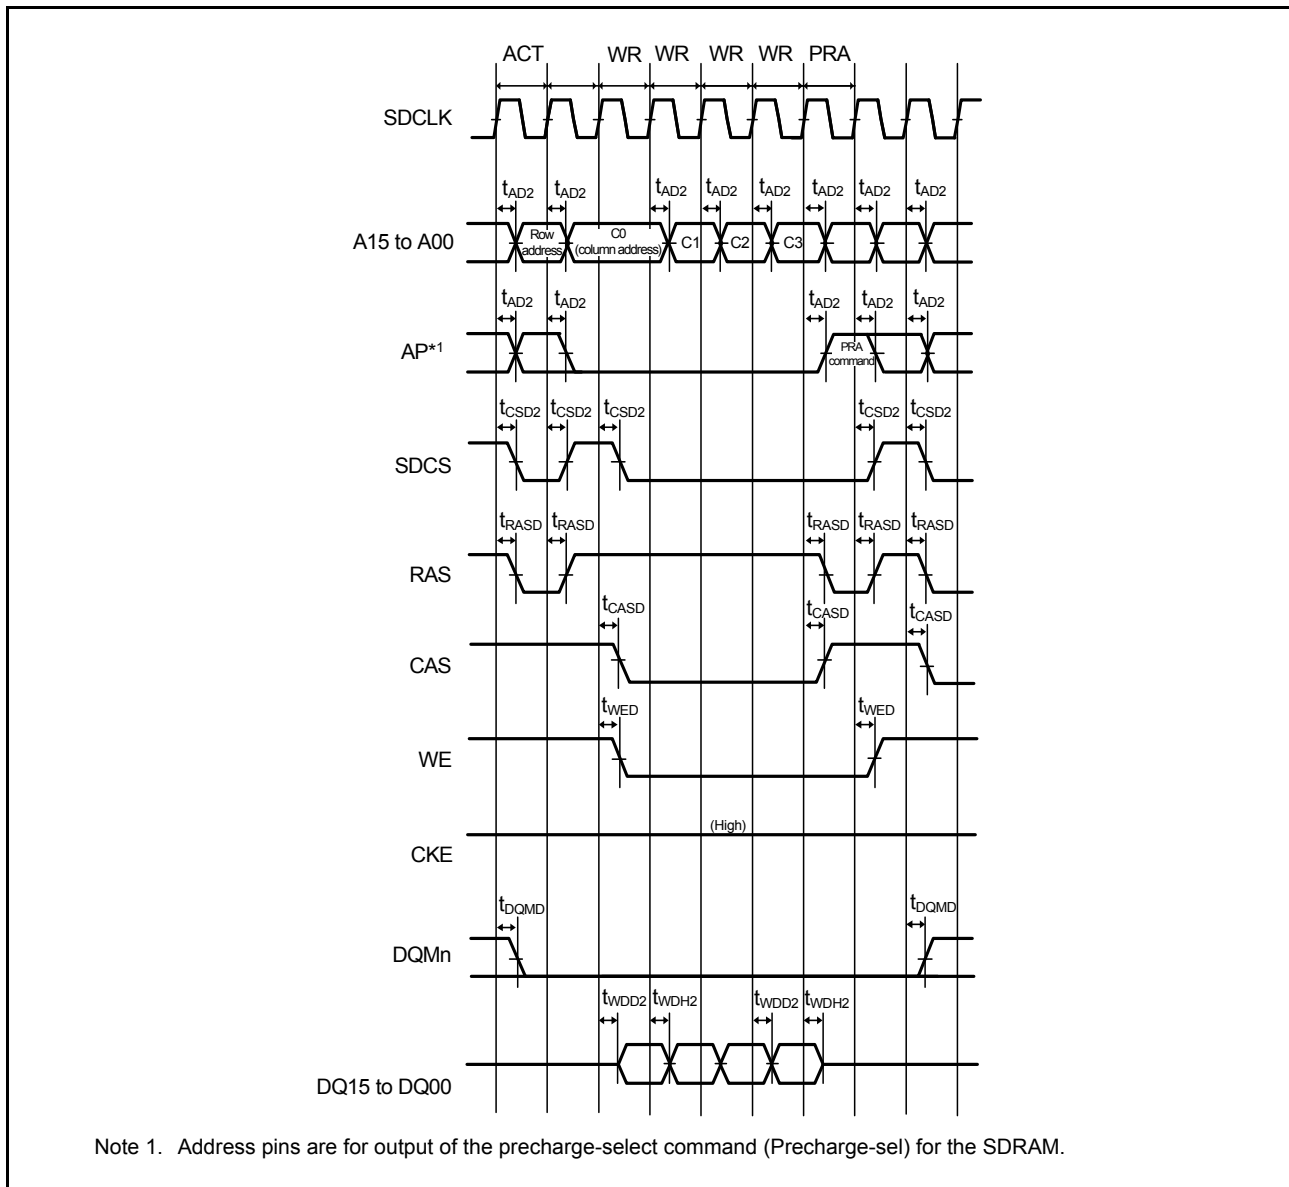 ACT WR WR WR WR PRA
SDCLK
tAD2 tAD2 tAD2 tAD2 tAD2 tAD2 tAD2 tAD2
A15 to A00
Row address
C0 (column address)
C1 C2 C3
tAD2 tAD2 tAD2 tAD2 tAD2
AP*1
PRA command
tCSD2 tCSD2 tCSD2 tCSD2 tCSD2
SDCS
tRASD tRASD tRASD tRASD tRASD
RAS
tCASD tCASD tCASD
CAS
tWED tWED
WE
(High)
CKE
tDQMD tDQMD
DQMn
tWDD2 tWDH2 tWDD2 tWDH2
DQ15 to DQ00
Note 1. Address pins are for output of the precharge-select command (Precharge-sel) for the SDRAM.